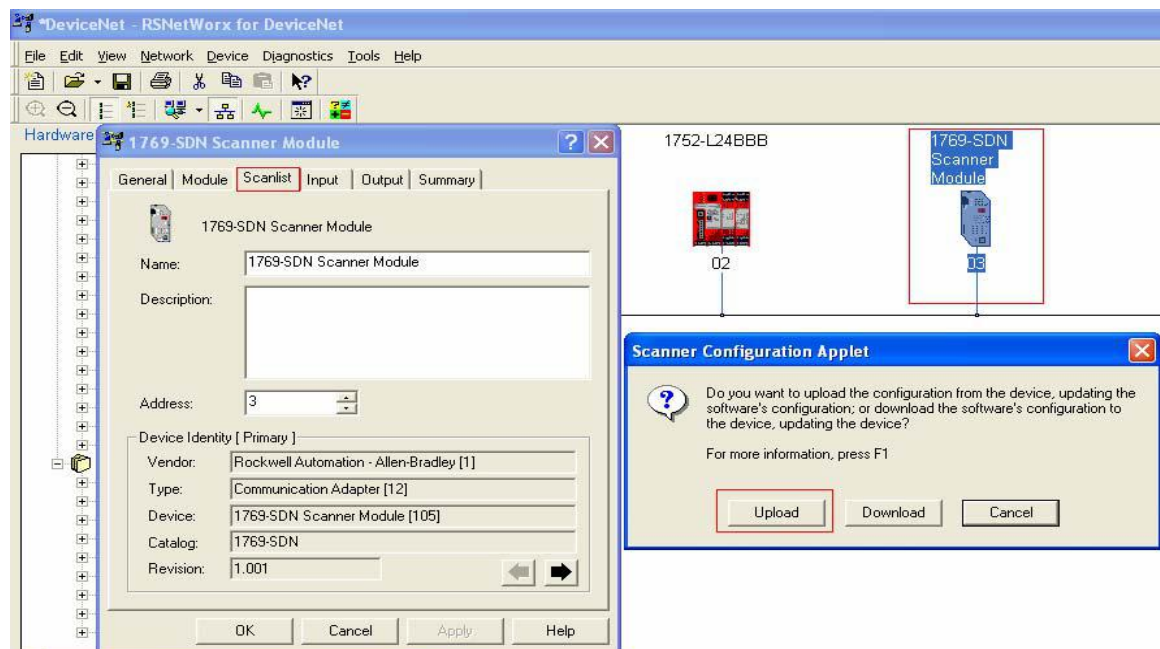 *DeviceNet - RSNetWorx for DeviceNet
File Edit View Network Device Diagnostics Tools Help
Hardware
1769-SDN Scanner Module
General Module Scanlist Input Output Summary
1769-SDN Scanner Module
Name: 1769-SDN Scanner Module
Description:
Address: 3
Device Identity [ Primary ]
Vendor: Rockwell Automation - Allen-Bradley [1]
Type: Communication Adapter [12]
Device: 1769-SDN Scanner Module [105]
Catalog: 1769-SDN
Revision: 1.001
OK Cancel Apply Help
1752-L24BBB
02
1769-SDN
Scanner
Module
03
Scanner Configuration Applet
Do you want to upload the configuration from the device, updating the
software's configuration; or download the software's configuration to
the device, updating the device?
For more information, press F1
Upload Download Cancel